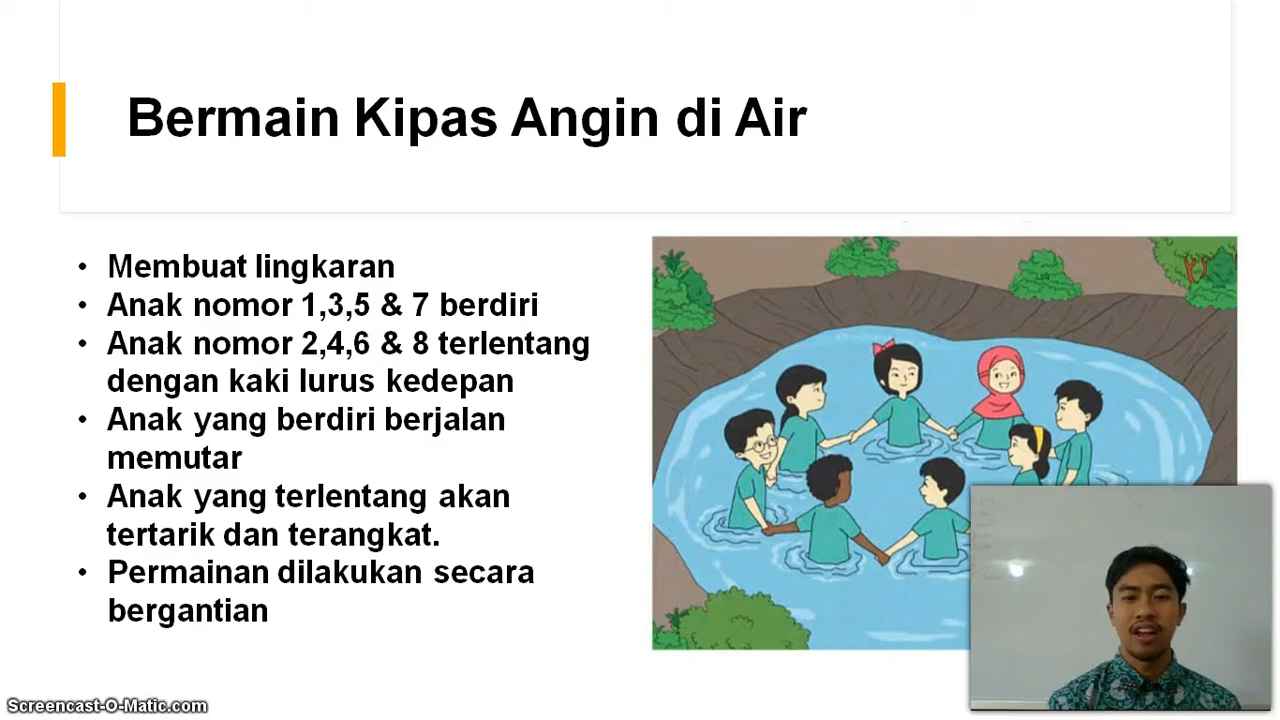 Bermain Kipas Angin di Air
• Membuat lingkaran
• Anak nomor 1,3,5 & 7 berdiri
• Anak nomor 2,4,6 & 8 terlentang
dengan kaki lurus kedepan
• Anak yang berdiri berjalan
memutar
• Anak yang terlentang akan
tertarik dan terangkat.
• Permainan dilakukan secara
bergantian
Screencast-O-Matic.com